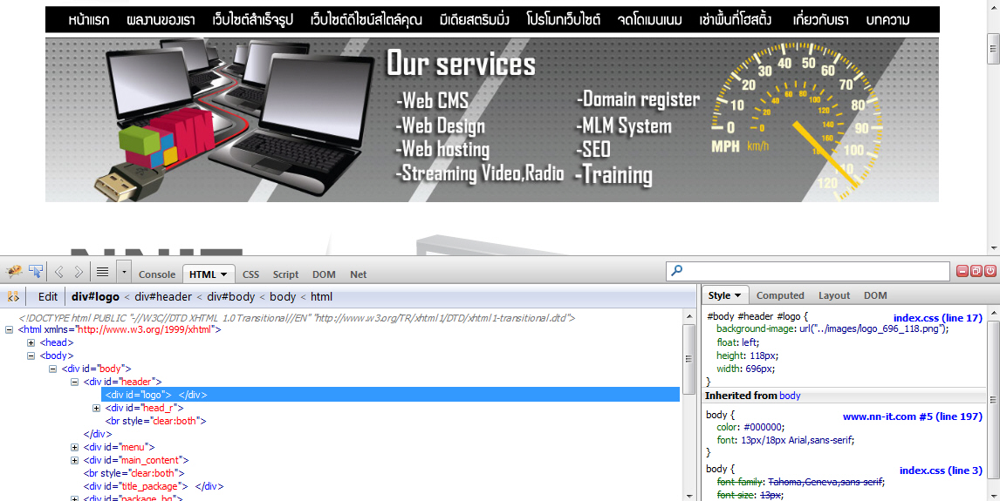 หน้าแรก ผลงานของเรา เว็บไซต์สำเร็จรูป เว็บไซต์ดีไซน์สไตล์คุณ มีเดียสตริมมิ่ง โปรโมทเว็บไซต์ จดโดเมนเนม เช่าพื้นที่โฮสติ้ง เกี่ยวกับเรา บทความ
Our services
-Web CMS
-Web Design
-Web hosting
-Streaming Video,Radio
-Domain register
-MLM System
-SEO
-Training
NN
0 10 20 30 40 50 60 70 80 90 100 110 120
0 20 40 60 80 100 120 140 160
MPH km/h
Console HTML CSS Script DOM Net
Edit div#logo < div#header < div#body < body < html
<!DOCTYPE html PUBLIC "-//W3C//DTD XHTML 1.0 Transitional//EN" "http://www.w3.org/TR/xhtml1/DTD/xhtml1-transitional.dtd">
<html xmlns="http://www.w3.org/1999/xhtml">
<head>
<body>
<div id="body">
<div id="header">
<div id="logo"> </div>
<div id="head_r">
<br style="clear:both">
</div>
<div id="menu">
<div id="main_content">
<br style="clear:both">
<div id="title_package"> </div>
<div id="package_bg">
Style Computed Layout DOM
#body #header #logo { index.css (line 17)
background-image: url("../images/logo_696_118.png");
float: left;
height: 118px;
width: 696px;
}
Inherited from body
body { www.nn-it.com #5 (line 197)
color: #000000;
font: 13px/18px Arial,sans-serif;
}
body { index.css (line 3)
font-family: Tahoma,Geneva,sans-serif;
font-size: 13px;